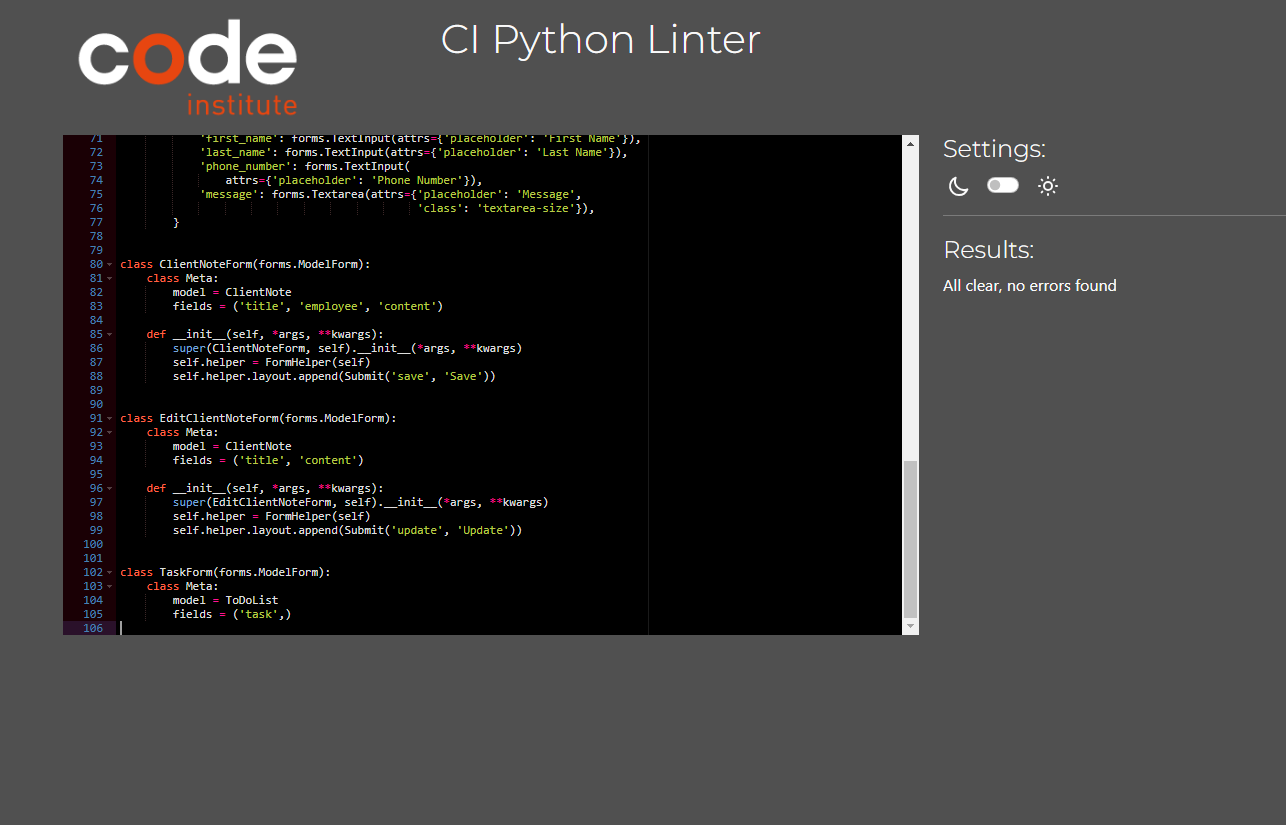 code
institute
CI Python Linter
71 'first_name': forms.TextInput(attrs={'placeholder': 'First Name'}),
72 'last_name': forms.TextInput(attrs={'placeholder': 'Last Name'}),
73 'phone_number': forms.TextInput(
74 attrs={'placeholder': 'Phone Number'}),
75 'message': forms.Textarea(attrs={'placeholder': 'Message',
76 'class': 'textarea-size'}),
77 }
78
79
80 class ClientNoteForm(forms.ModelForm):
81 class Meta:
82 model = ClientNote
83 fields = ('title', 'employee', 'content')
84
85 def __init__(self, *args, **kwargs):
86 super(ClientNoteForm, self).__init__(*args, **kwargs)
87 self.helper = FormHelper(self)
88 self.helper.layout.append(Submit('save', 'Save'))
89
90
91 class EditClientNoteForm(forms.ModelForm):
92 class Meta:
93 model = ClientNote
94 fields = ('title', 'content')
95
96 def __init__(self, *args, **kwargs):
97 super(EditClientNoteForm, self).__init__(*args, **kwargs)
98 self.helper = FormHelper(self)
99 self.helper.layout.append(Submit('update', 'Update'))
100
101
102 class TaskForm(forms.ModelForm):
103 class Meta:
104 model = ToDoList
105 fields = ('task',)
106
Settings:
Results:
All clear, no errors found